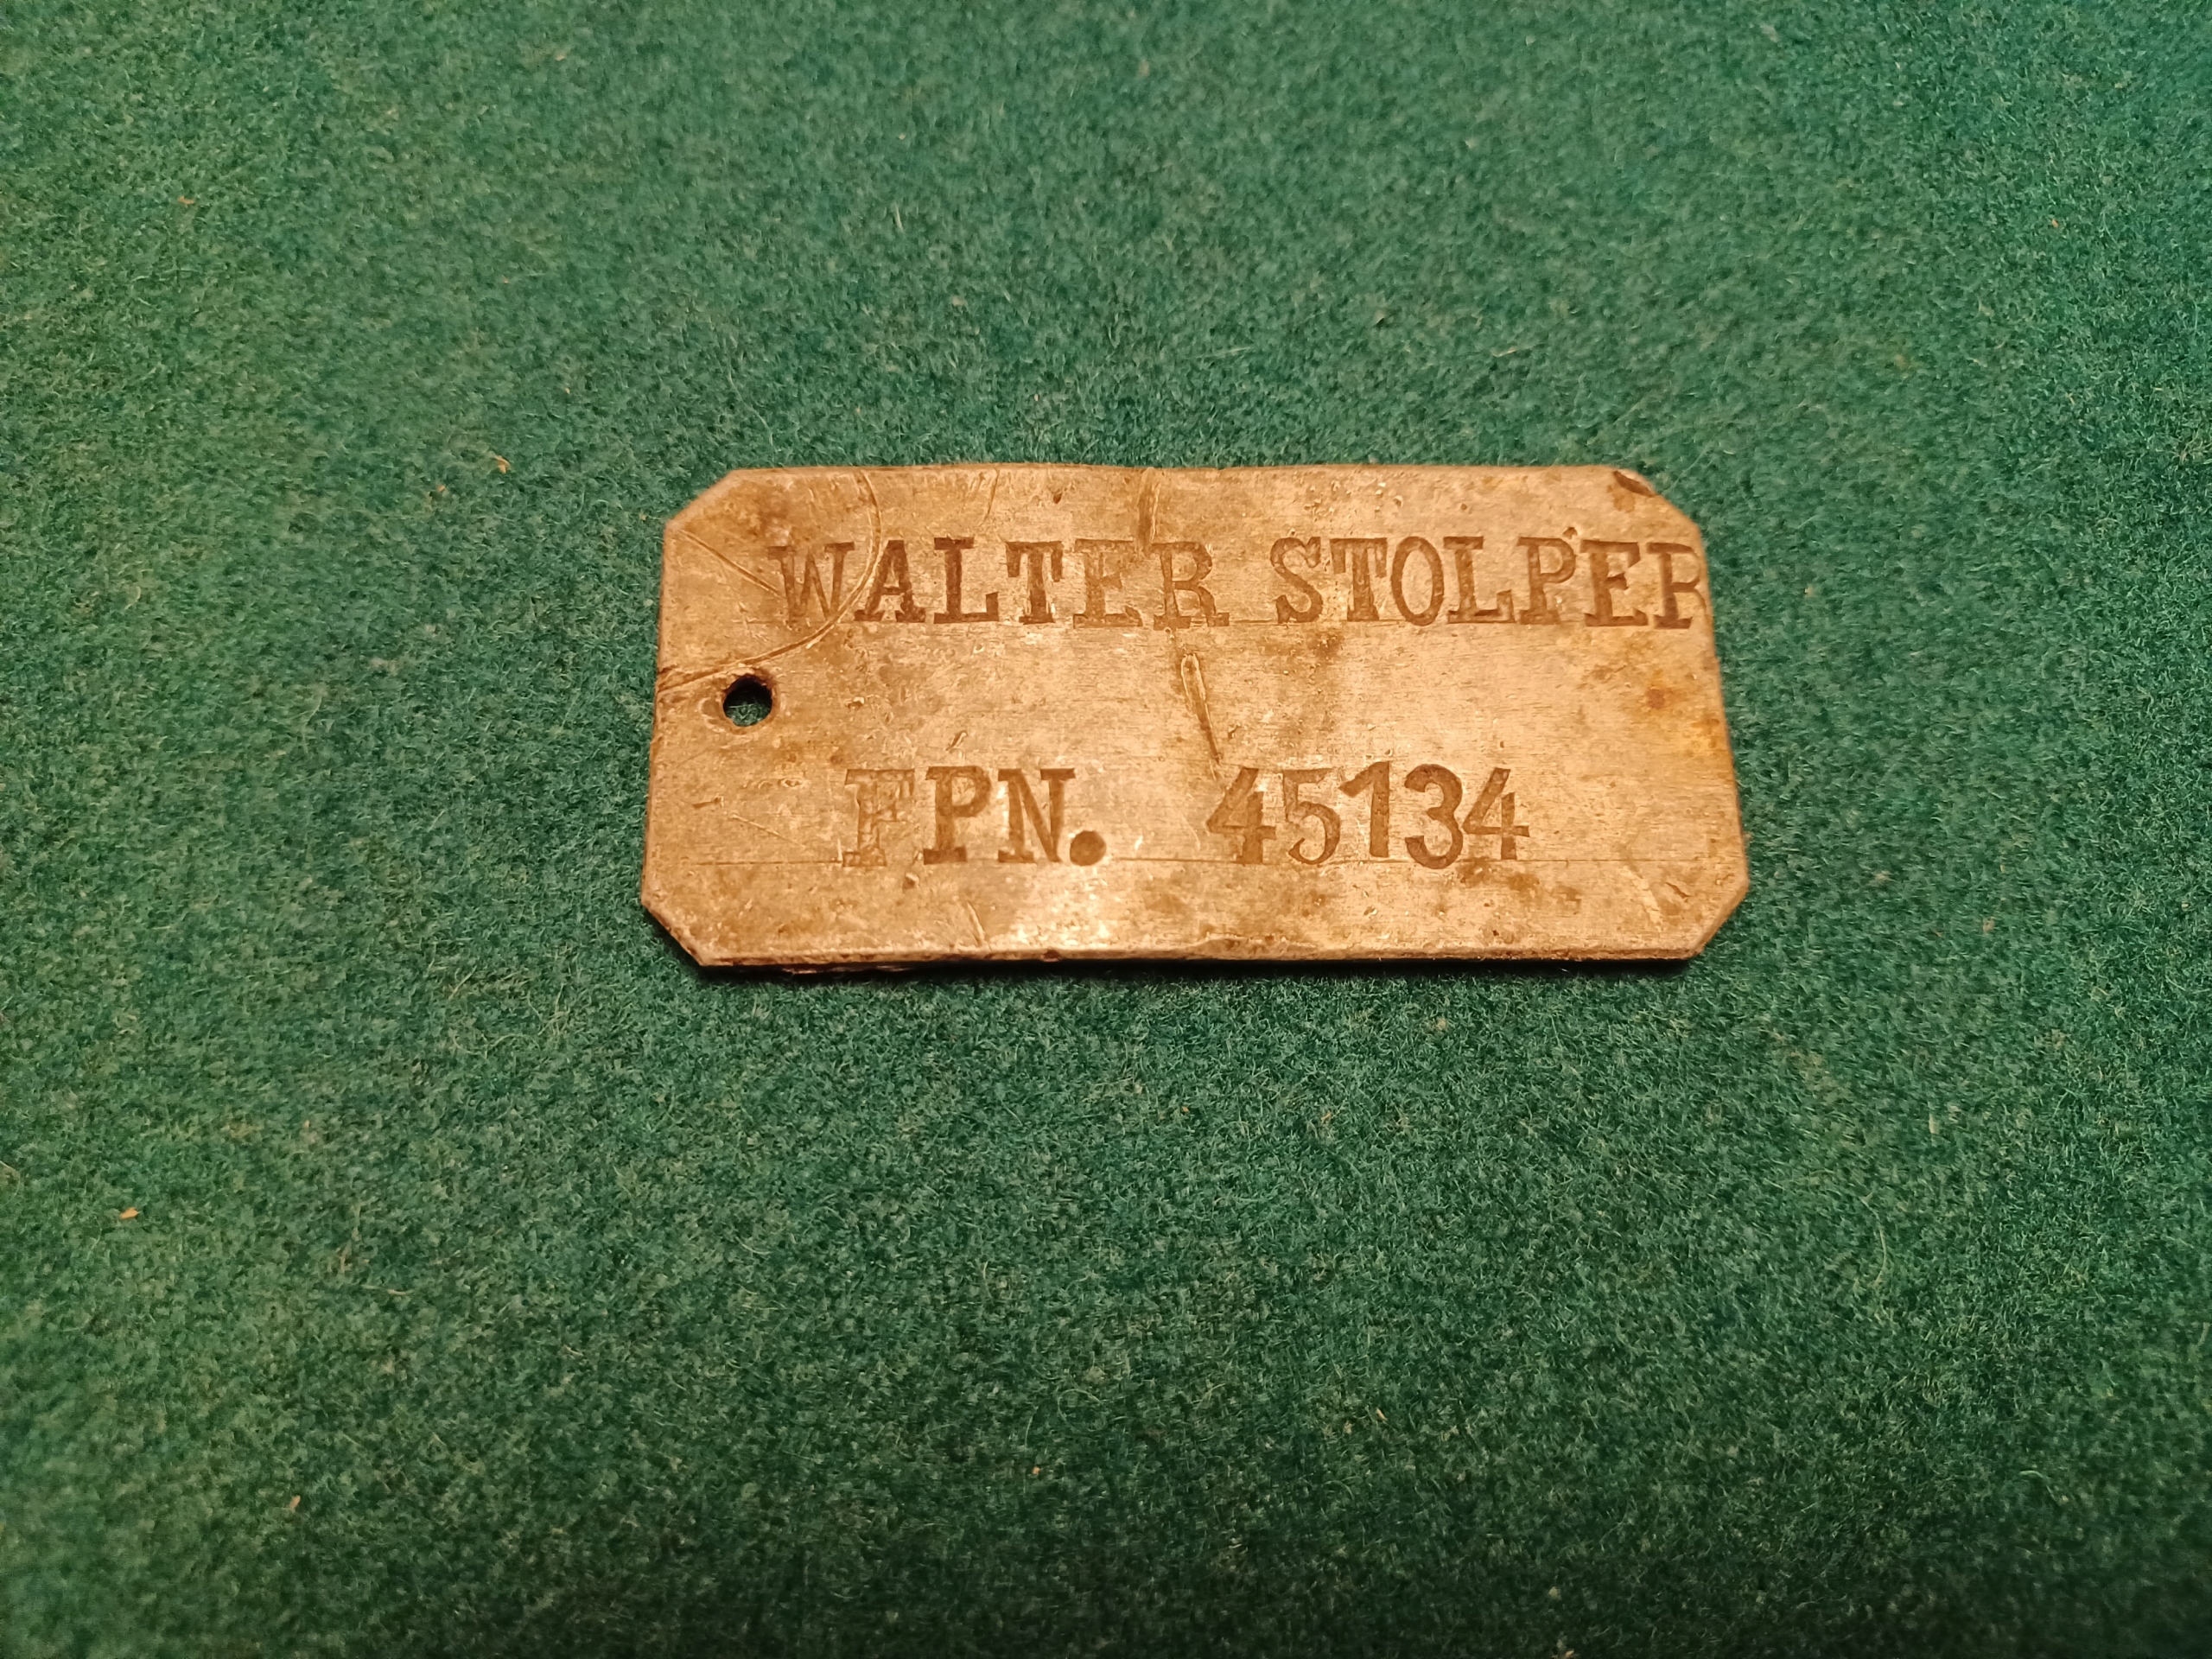 WALTER STOLPER
FPN. 45134